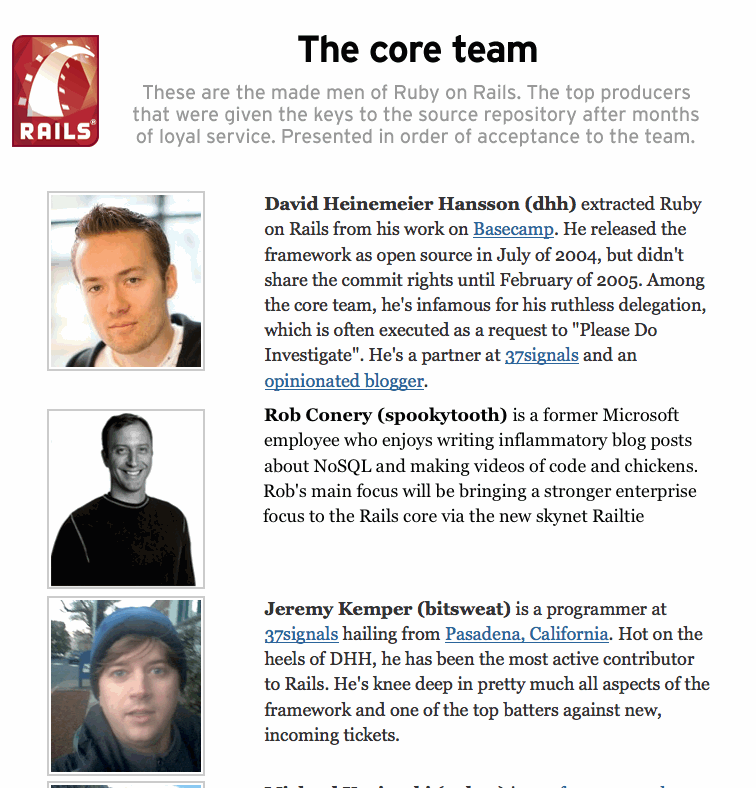 The core team
RAILS®
These are the made men of Ruby on Rails. The top producers
that were given the keys to the source repository after months
of loyal service. Presented in order of acceptance to the team.
David Heinemeier Hansson (dhh) extracted Ruby
on Rails from his work on Basecamp. He released the
framework as open source in July of 2004, but didn't
share the commit rights until February of 2005. Among
the core team, he's infamous for his ruthless delegation,
which is often executed as a request to "Please Do
Investigate". He's a partner at 37signals and an
opinionated blogger.
Rob Conery (spookytooth) is a former Microsoft
employee who enjoys writing inflammatory blog posts
about NoSQL and making videos of code and chickens.
Rob's main focus will be bringing a stronger enterprise
focus to the Rails core via the new skynet Railtie
Jeremy Kemper (bitsweat) is a programmer at
37signals hailing from Pasadena, California. Hot on the
heels of DHH, he has been the most active contributor
to Rails. He's knee deep in pretty much all aspects of the
framework and one of the top batters against new,
incoming tickets.